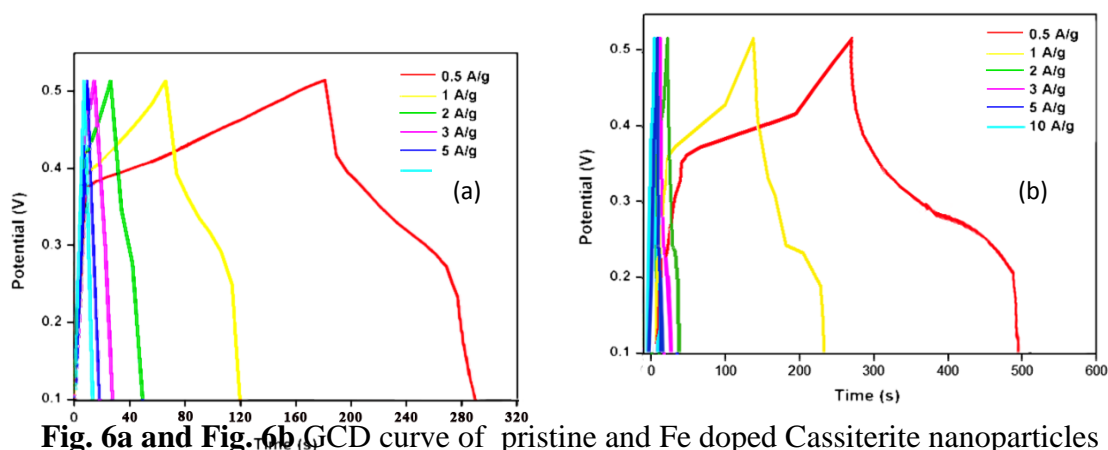 0.5 A/g
1 A/g
2 A/g
3 A/g
5 A/g
(a)
Potential (V)
0.5
0.4
0.3
0.2
0.1
0 40 80 120 160 200 240 280 320
Time (s)
0.5 A/g
1 A/g
2 A/g
3 A/g
5 A/g
10 A/g
(b)
Potential (V)
0.5
0.4
0.3
0.2
0.1
0 100 200 300 400 500 600
Time (s)
Fig. 6a and Fig. 6b GCD curve of pristine and Fe doped Cassiterite nanoparticles